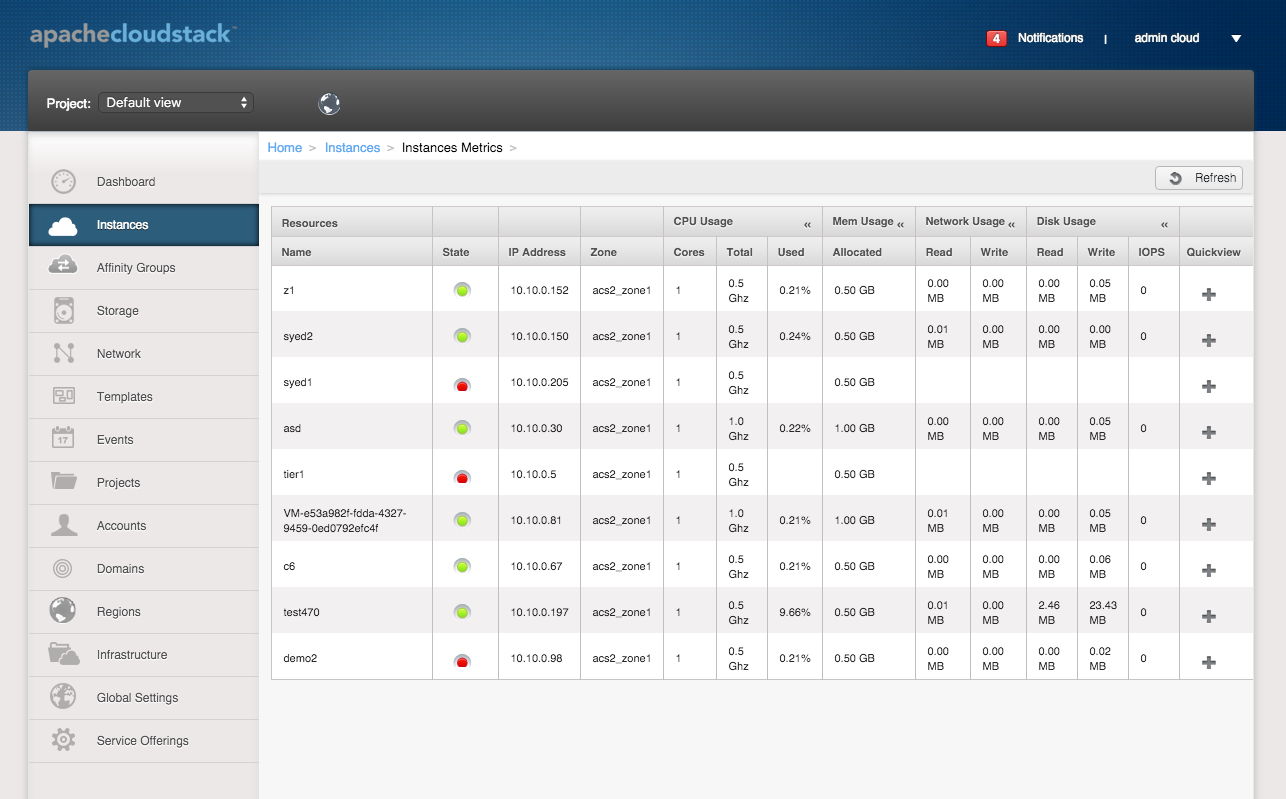 apachecloudstack™
4 Notifications | admin cloud
Project: Default view
Home > Instances > Instances Metrics >
Refresh
Dashboard
Instances
Affinity Groups
Storage
Network
Templates
17 Events
Projects
Accounts
Domains
Regions
Infrastructure
Global Settings
Service Offerings
Resources CPU Usage « Mem Usage « Network Usage « Disk Usage «
Name State IP Address Zone Cores Total Used Allocated Read Write Read Write IOPS Quickview
z1 10.10.0.152 acs2_zone1 1 0.5 Ghz 0.21% 0.50 GB 0.00 MB 0.00 MB 0.00 MB 0.05 MB 0
syed2 10.10.0.150 acs2_zone1 1 0.5 Ghz 0.24% 0.50 GB 0.01 MB 0.00 MB 0.00 MB 0.00 MB 0
syed1 10.10.0.205 acs2_zone1 1 0.5 Ghz 0.50 GB
asd 10.10.0.30 acs2_zone1 1 1.0 Ghz 0.22% 1.00 GB 0.00 MB 0.00 MB 0.00 MB 0.05 MB 0
tier1 10.10.0.5 acs2_zone1 1 0.5 Ghz 0.50 GB
VM-e53a982f-fdda-4327-9459-0ed0792efc4f 10.10.0.81 acs2_zone1 1 1.0 Ghz 0.21% 1.00 GB 0.01 MB 0.00 MB 0.00 MB 0.05 MB 0
c6 10.10.0.67 acs2_zone1 1 0.5 Ghz 0.21% 0.50 GB 0.00 MB 0.00 MB 0.00 MB 0.06 MB 0
test470 10.10.0.197 acs2_zone1 1 0.5 Ghz 9.66% 0.50 GB 0.01 MB 0.00 MB 2.46 MB 23.43 MB 0
demo2 10.10.0.98 acs2_zone1 1 0.5 Ghz 0.21% 0.50 GB 0.00 MB 0.00 MB 0.00 MB 0.02 MB 0